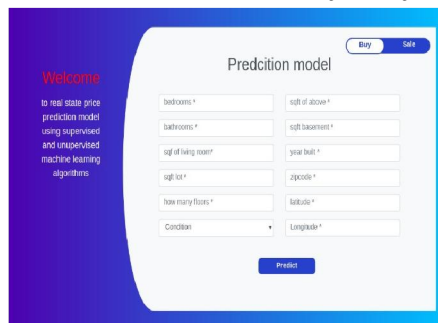 Welcome
to real state price
prediction model
using supervised
and unupervised
machine learning
algorithms
Buy Sale
Predcition model
bedrooms * sqft of above *
bathrooms * sqft basement *
sqf of living room* year built *
sqft lot * zipcode *
how many floors * latitude *
Condition Longitude *
Predict